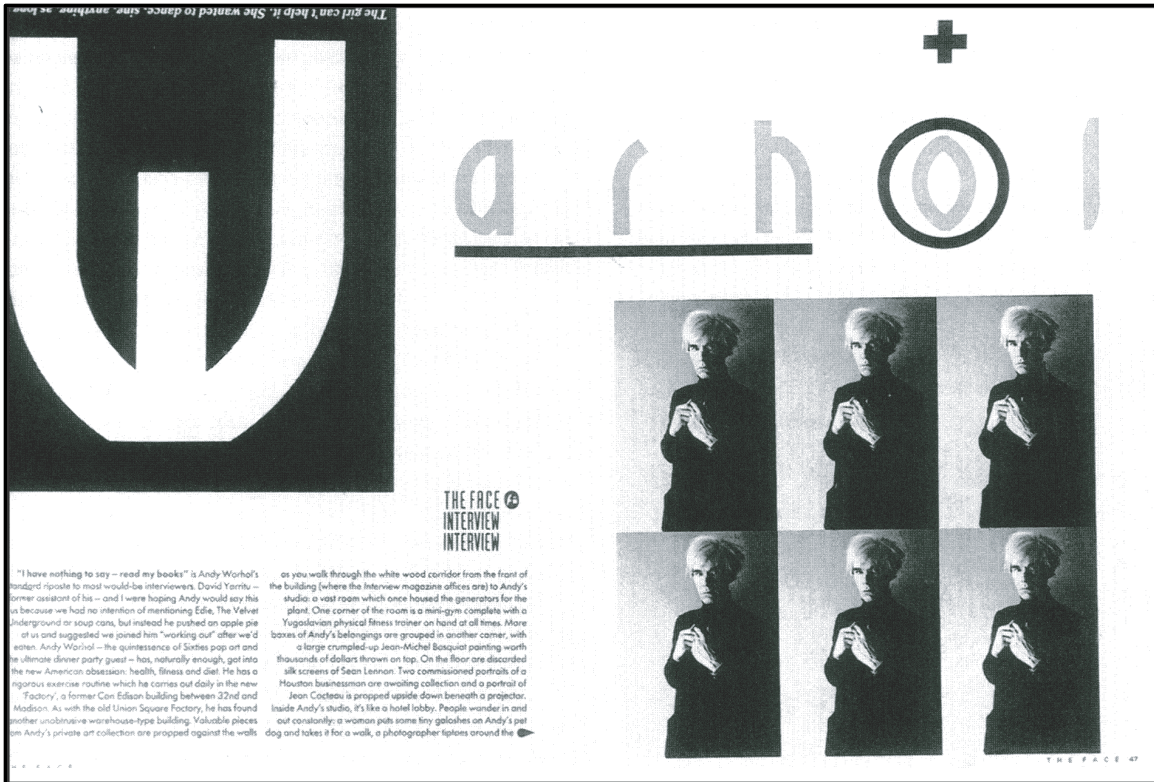 The girl can't help it. She wanted to dance, sing, anything, as long as
W
arhol
THE FACE
INTERVIEW
INTERVIEW
"I have nothing to say – read my books" is Andy Warhol's
tandard riposte to most would-be interviewers. David Yarritu –
ormer assistant of his – and I were hoping Andy would say this
us because we had no intention of mentioning Edie, The Velvet
Underground or soup cans, but instead he pushed an apple pie
at us and suggested we joined him "working out" after we'd
eaten. Andy Warhol – the quintessence of Sixties pop art and
he ultimate dinner party guest – has, naturally enough, got into
the new American obsession: health, fitness and diet. He has a
rigorous exercise routine which he carries out daily in the new
'Factory', a former Con Edison building between 32nd and
Madison. As with the old Union Square Factory, he has found
nother unobtrusive warehouse-type building. Valuable pieces
om Andy's private art collection are propped against the walls
as you walk through the white wood corridor from the front of
the building (where the Interview magazine offices are) to Andy's
studio: a vast room which once housed the generators for the
plant. One corner of the room is a mini-gym complete with a
Yugoslavian physical fitness trainer on hand at all times. More
boxes of Andy's belongings are grouped in another corner, with
a large crumpled-up Jean-Michel Basquiat painting worth
thousands of dollars thrown on top. On the floor are discarded
silk screens of Sean Lennon. Two commissioned portraits of a
Houston businessman are awaiting collection and a portrait of
Jean Cocteau is propped upside down beneath a projector.
Inside Andy's studio, it's like a hotel lobby. People wander in and
out constantly: a woman puts some tiny galoshes on Andy's pet
dog and takes it for a walk, a photographer tiptoes around the
THE FACE 47